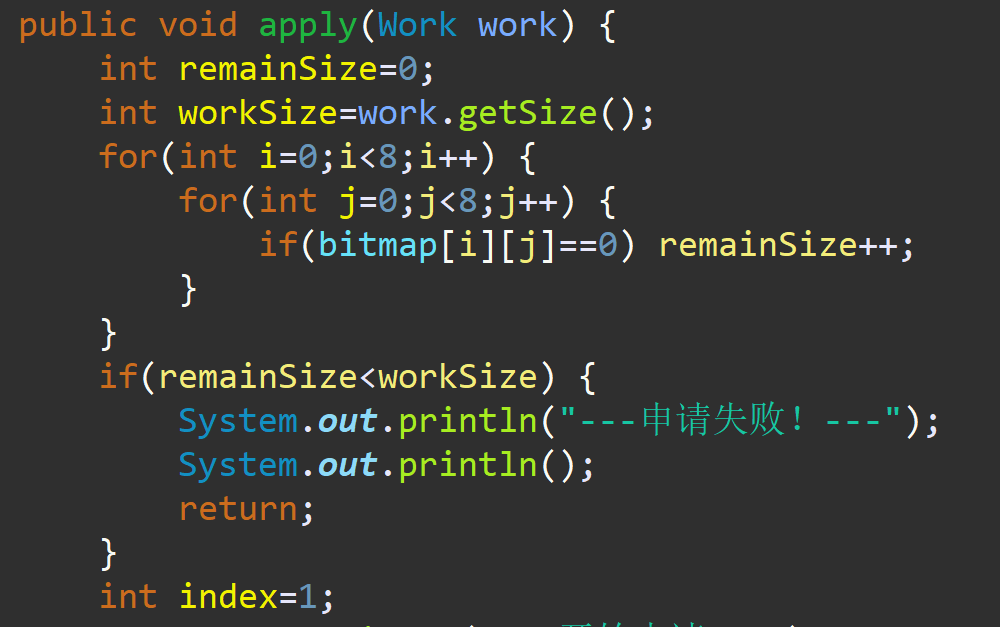 public void apply(Work work) {
int remainSize=0;
int workSize=work.getSize();
for(int i=0;i<8;i++) {
for(int j=0;j<8;j++) {
if(bitmap[i][j]==0) remainSize++;
}
}
if(remainSize<workSize) {
System.out.println("---申请失败！---");
System.out.println();
return;
}
int index=1;